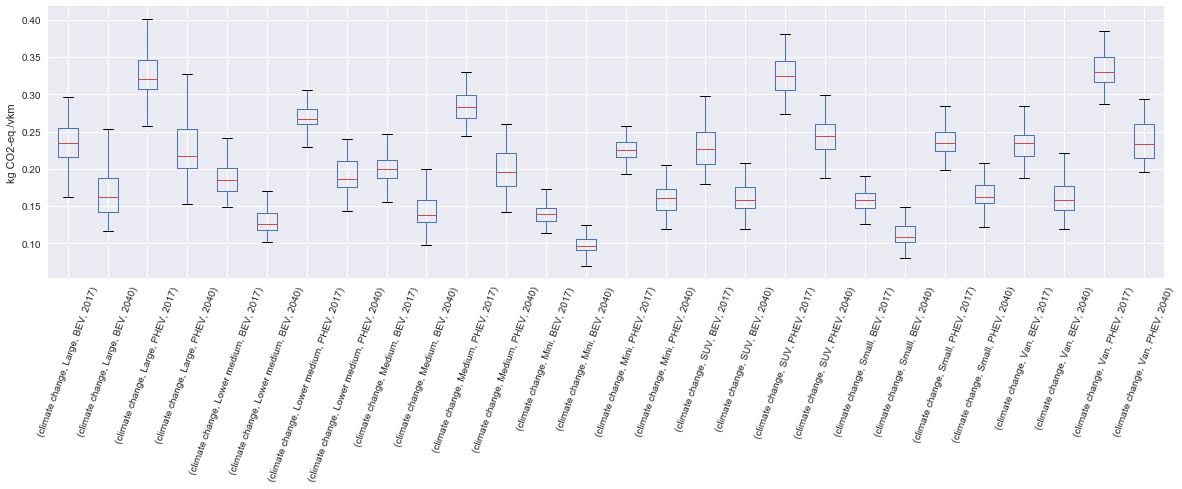 0.40
0.35
0.30
0.25
0.20
0.15
0.10
kg CO2-eq./vkm
(climate change, Large, BEV, 2017)
(climate change, Large, BEV, 2040)
(climate change, Large, PHEV, 2017)
(climate change, Large, PHEV, 2040)
(climate change, Lower medium, BEV, 2017)
(climate change, Lower medium, BEV, 2040)
(climate change, Lower medium, PHEV, 2017)
(climate change, Lower medium, PHEV, 2040)
(climate change, Medium, BEV, 2017)
(climate change, Medium, BEV, 2040)
(climate change, Medium, PHEV, 2017)
(climate change, Medium, PHEV, 2040)
(climate change, Mini, BEV, 2017)
(climate change, Mini, BEV, 2040)
(climate change, Mini, PHEV, 2017)
(climate change, Mini, PHEV, 2040)
(climate change, SUV, BEV, 2017)
(climate change, SUV, BEV, 2040)
(climate change, SUV, PHEV, 2017)
(climate change, SUV, PHEV, 2040)
(climate change, Small, BEV, 2017)
(climate change, Small, BEV, 2040)
(climate change, Small, PHEV, 2017)
(climate change, Small, PHEV, 2040)
(climate change, Van, BEV, 2017)
(climate change, Van, BEV, 2040)
(climate change, Van, PHEV, 2017)
(climate change, Van, PHEV, 2040)